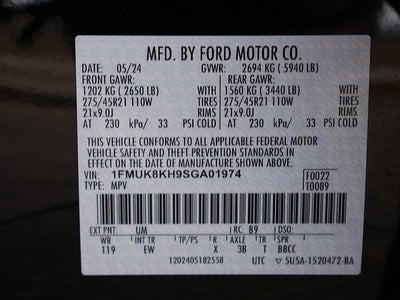 MFD. BY FORD MOTOR CO.
DATE: 05/24 GVWR: 2694 KG ( 5940 LB)
FRONT GAWR: REAR GAWR:
1202 KG ( 2650 LB) WITH 1560 KG ( 3440 LB) WITH
275/45R21 110W TIRES 275/45R21 110W TIRES
21x9.0J RIMS 21x9.0J RIMS
AT 230 kPa/ 33 PSI COLD AT 230 kPa/ 33 PSI COLD
THIS VEHICLE CONFORMS TO ALL APPLICABLE FEDERAL MOTOR
VEHICLE SAFETY AND THEFT PREVENTION STANDARDS IN
EFFECT ON THE DATE OF MANUFACTURE SHOWN ABOVE.
VIN: 1FMUK8KH9SGA01974 F0022
TYPE: MPV T0089
EXT PNT: UM RC: 89 DSO:
WB INT TR TP/PS R AXLE TR SPR
119 EW X 3B T BBCC
1202405182558 UTC 5U5A-1520472-BA